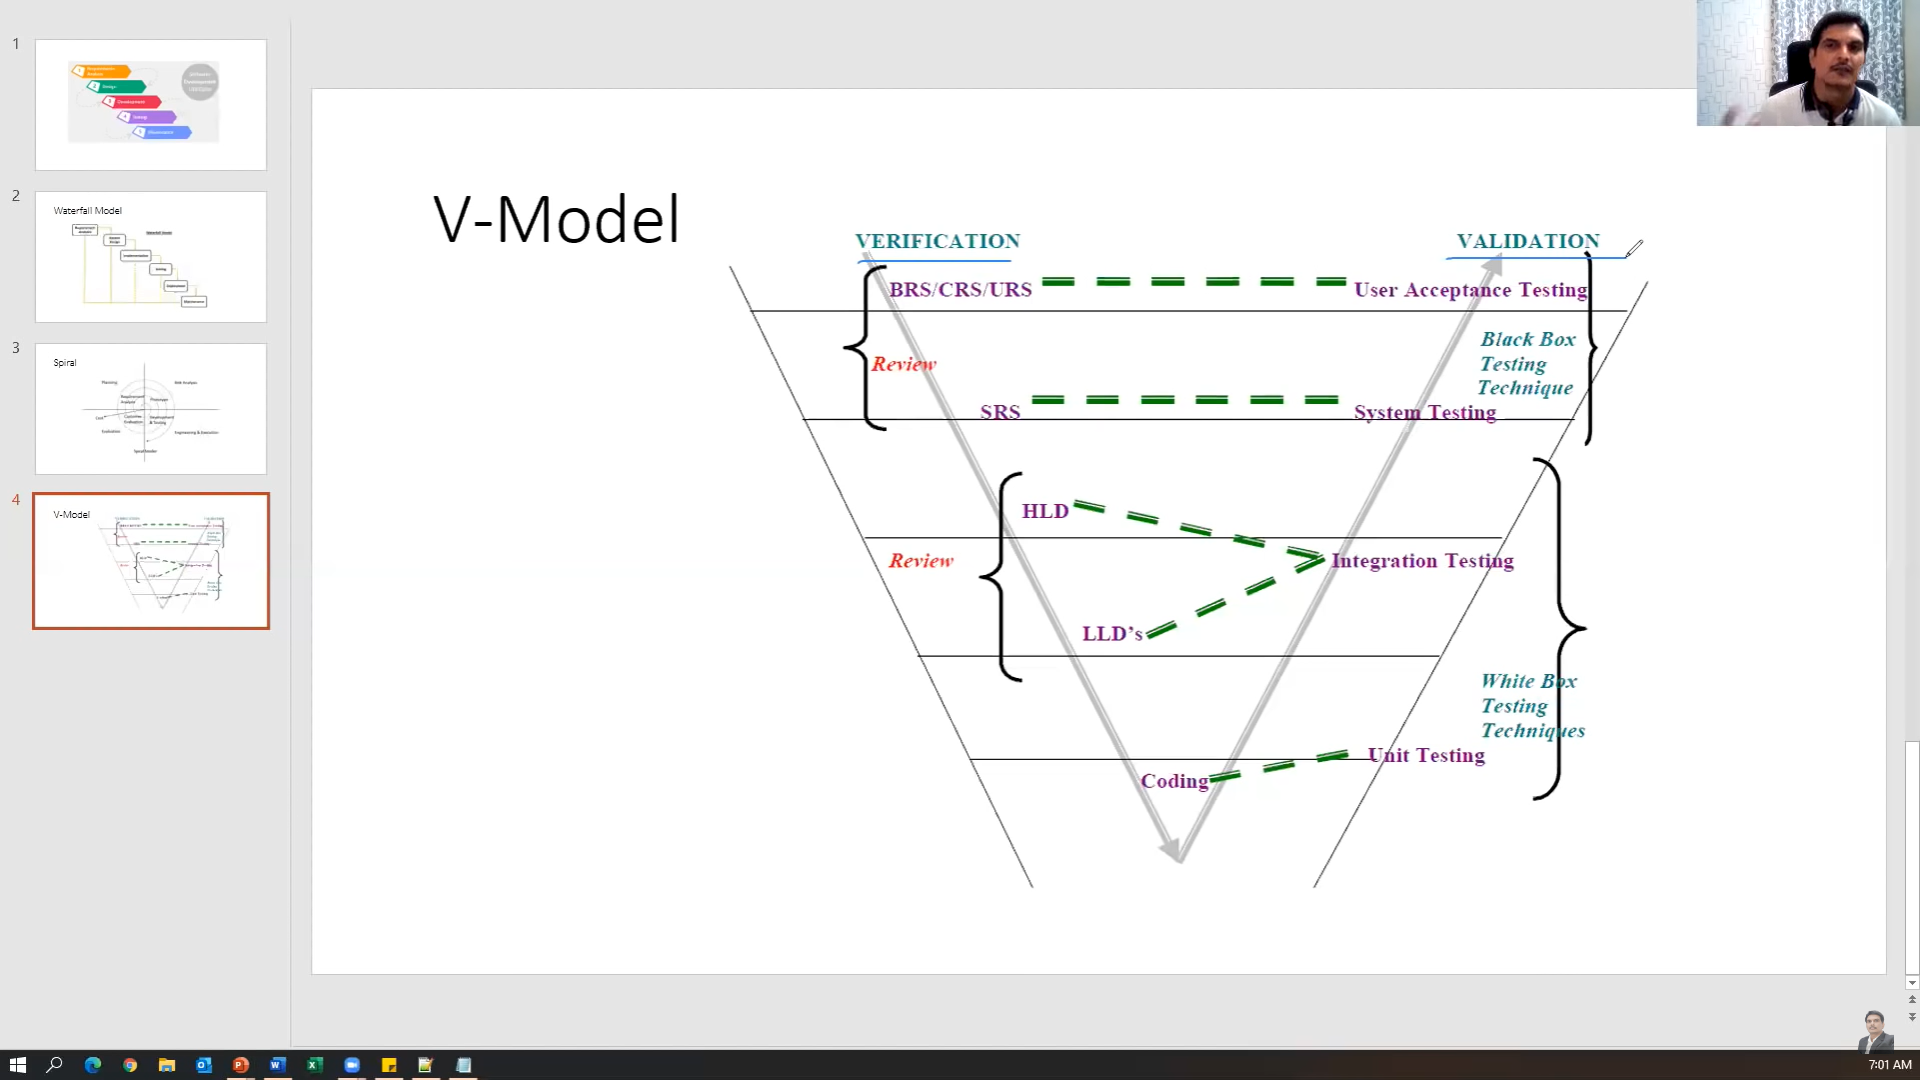 1
2
Waterfall Model
3
Spiral
4
V-Model
V-Model
VERIFICATION
VALIDATION
BRS/CRS/URS
User Acceptance Testing
Review
Black Box
Testing
Technique
SRS
System Testing
HLD
Review
Integration Testing
LLD's
White Box
Testing
Techniques
Unit Testing
Coding
7:01 AM